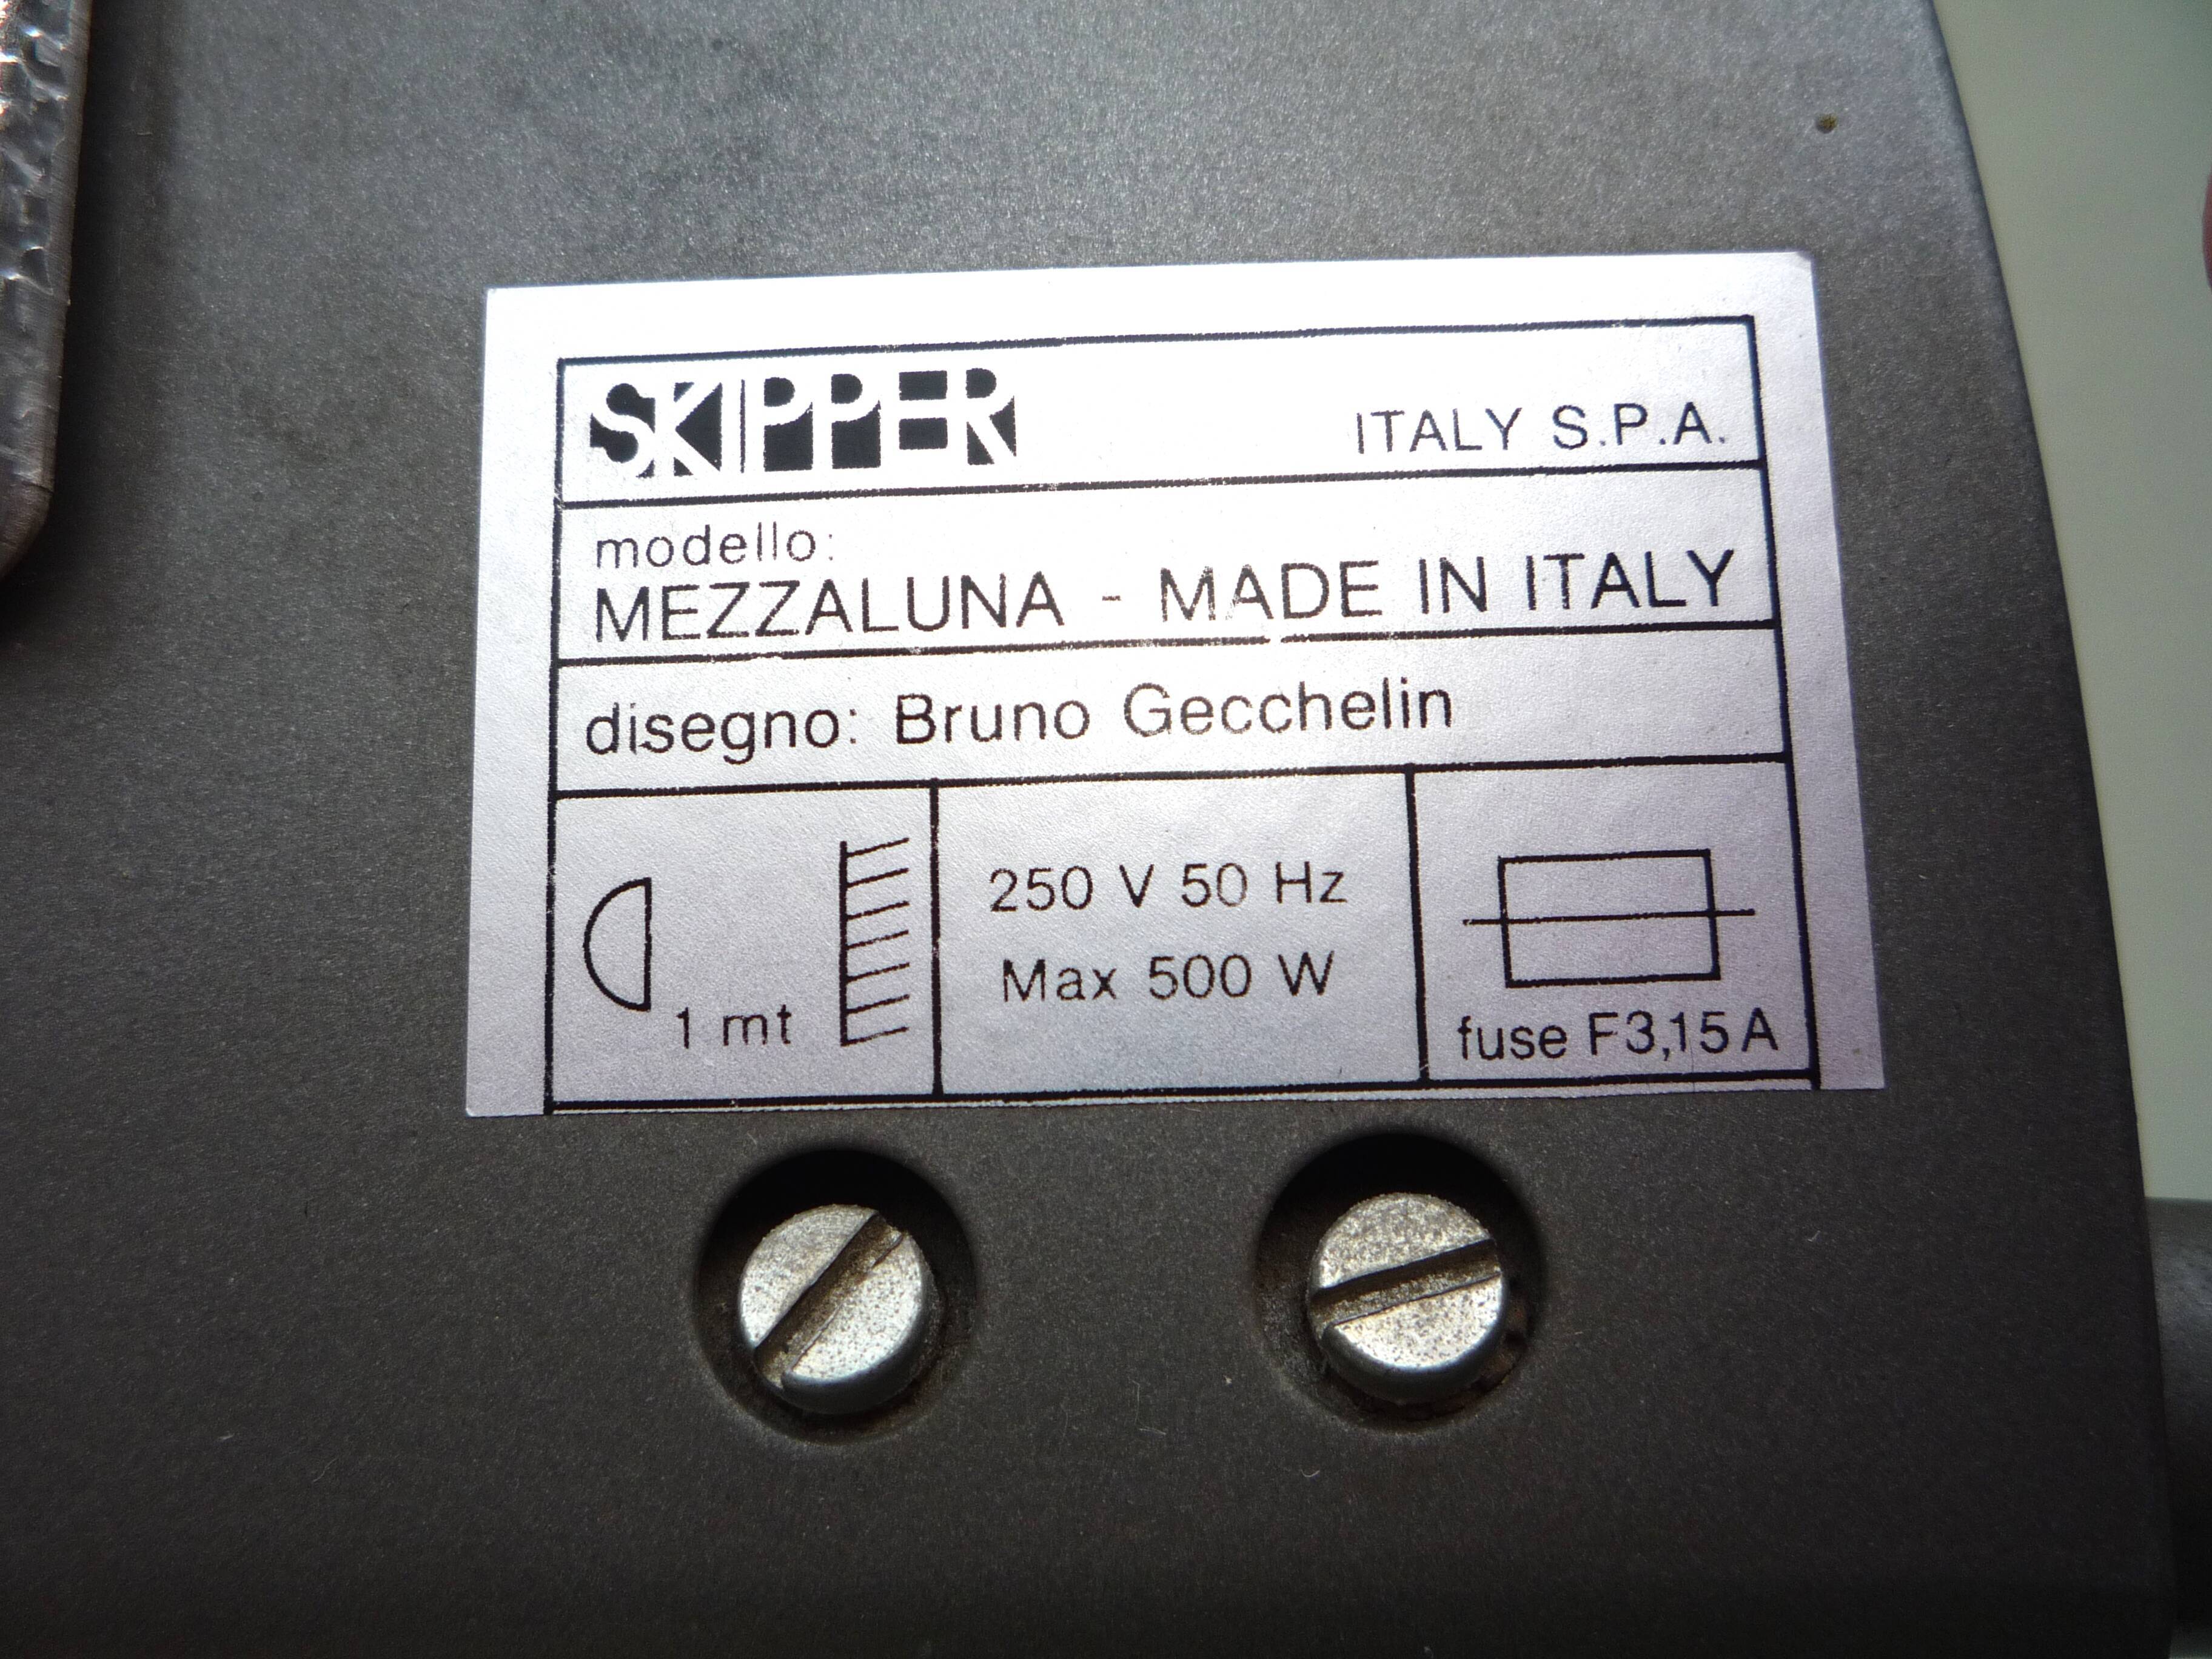 SKIPPER ITALY S.P.A.
modello:
MEZZALUNA - MADE IN ITALY
disegno: Bruno Gecchelin
1 mt
250 V 50 Hz
Max 500 W
fuse F3,15 A